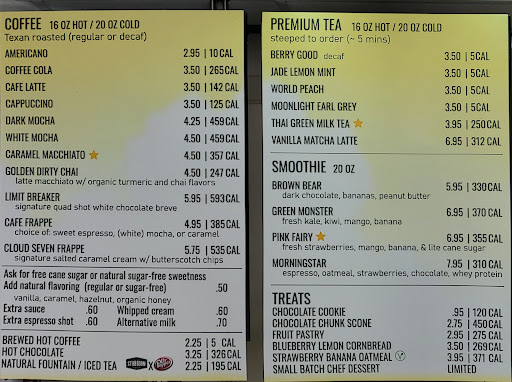 COFFEE 16 OZ HOT / 20 OZ COLD
Texan roasted (regular or decaf)
AMERICANO 2.95 | 10 CAL
COFFEE COLA 3.50 | 265 CAL
CAFE LATTE 3.50 | 142 CAL
CAPPUCCINO 3.50 | 125 CAL
DARK MOCHA 4.25 | 459 CAL
WHITE MOCHA 4.50 | 459 CAL
CARAMEL MACCHIATO 4.50 | 357 CAL
GOLDEN DIRTY CHAI 4.50 | 247 CAL
latte macchiato w/ organic turmeric and chai flavors
LIMIT BREAKER 5.95 | 593 CAL
signature quad shot white chocolate breve
CAFE FRAPPE 4.95 | 385 CAL
choice of: sweet espresso, (white) mocha, or caramel
CLOUD SEVEN FRAPPE 5.75 | 535 CAL
signature salted caramel cream w/ butterscotch chips
Ask for free cane sugar or natural sugar-free sweetness
Add natural flavoring (regular or sugar-free) .50
vanilla, caramel, hazelnut, organic honey
Extra sauce .60 Whipped cream .60
Extra espresso shot .60 Alternative milk .70
BREWED HOT COFFEE 2.25 | 5 CAL
HOT CHOCOLATE 3.25 | 326 CAL
NATURAL FOUNTAIN / ICED TEA STUBBORN X Dr Pepper 2.25 | 195 CAL
PREMIUM TEA 16 OZ HOT / 20 OZ COLD
steeped to order (~ 5 mins)
BERRY GOOD decaf 3.50 | 5 CAL
JADE LEMON MINT 3.50 | 5 CAL
WORLD PEACH 3.50 | 5 CAL
MOONLIGHT EARL GREY 3.50 | 5 CAL
THAI GREEN MILK TEA 3.95 | 250 CAL
VANILLA MATCHA LATTE 6.95 | 312 CAL
SMOOTHIE 20 OZ
BROWN BEAR 5.95 | 330 CAL
dark chocolate, bananas, peanut butter
GREEN MONSTER 6.95 | 370 CAL
fresh kale, kiwi, mango, banana
PINK FAIRY 6.95 | 355 CAL
fresh strawberries, mango, banana, & lite cane sugar
MORNINGSTAR 7.95 | 310 CAL
espresso, oatmeal, strawberries, chocolate, whey protein
TREATS
CHOCOLATE COOKIE .95 | 120 CAL
CHOCOLATE CHUNK SCONE 2.75 | 450 CAL
FRUIT PASTRY 2.95 | 275 CAL
BLUEBERRY LEMON CORNBREAD 3.50 | 269 CAL
STRAWBERRY BANANA OATMEAL 3.95 | 371 CAL
SMALL BATCH CHEF DESSERT LIMITED